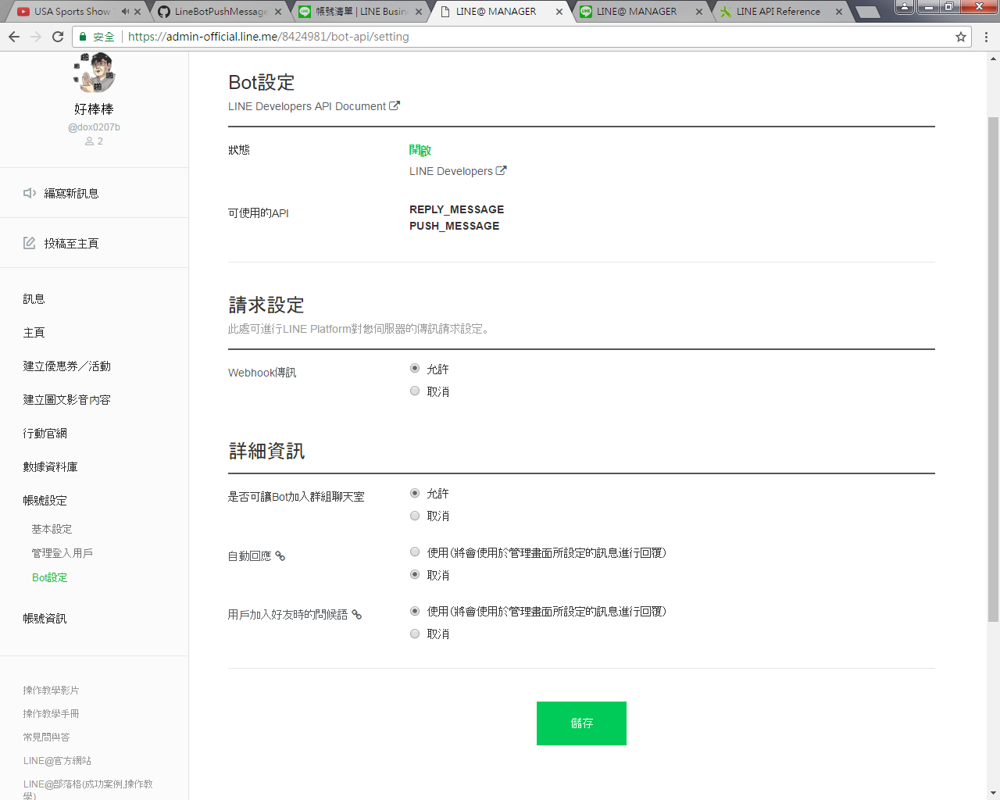 USA Sports Show
LineBotPushMessage
帳號清單 | LINE Busin
LINE@ MANAGER
LINE@ MANAGER
LINE API Reference
安全
https://admin-official.line.me/8424981/bot-api/setting
好棒棒
@dox0207b
2
編寫新訊息
投稿至主頁
訊息
主頁
建立優惠券／活動
建立圖文影音內容
行動官網
數據資料庫
帳號設定
基本設定
管理登入用戶
Bot設定
帳號資訊
操作教學影片
操作教學手冊
常見問與答
LINE@官方網站
LINE@部落格(成功案例,操作教
學)
Bot設定
LINE Developers API Document
狀態
開啟
LINE Developers
可使用的API
REPLY_MESSAGE
PUSH_MESSAGE
請求設定
此處可進行LINE Platform對您伺服器的傳訊請求設定。
Webhook傳訊
允許
取消
詳細資訊
是否可讓Bot加入群組聊天室
允許
取消
自動回應
使用(將會使用於管理畫面所設定的訊息進行回覆)
取消
用戶加入好友時的問候語
使用(將會使用於管理畫面所設定的訊息進行回覆)
取消
儲存